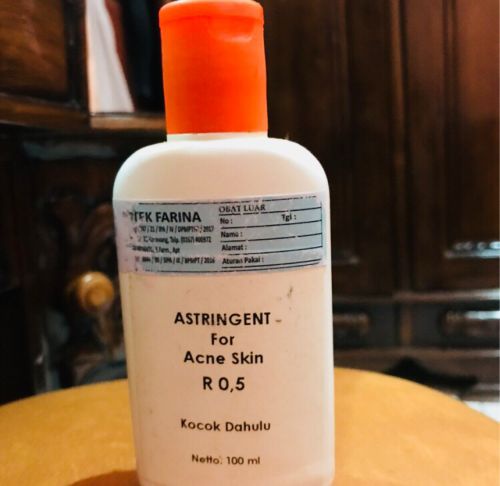 TEK FARINA
OBAT LUAR
No : Tgl :
Nama :
Alamat :
Aturan Pakai :
ASTRINGENT
For
Acne Skin
R 0,5
Kocok Dahulu
Netto: 100 ml